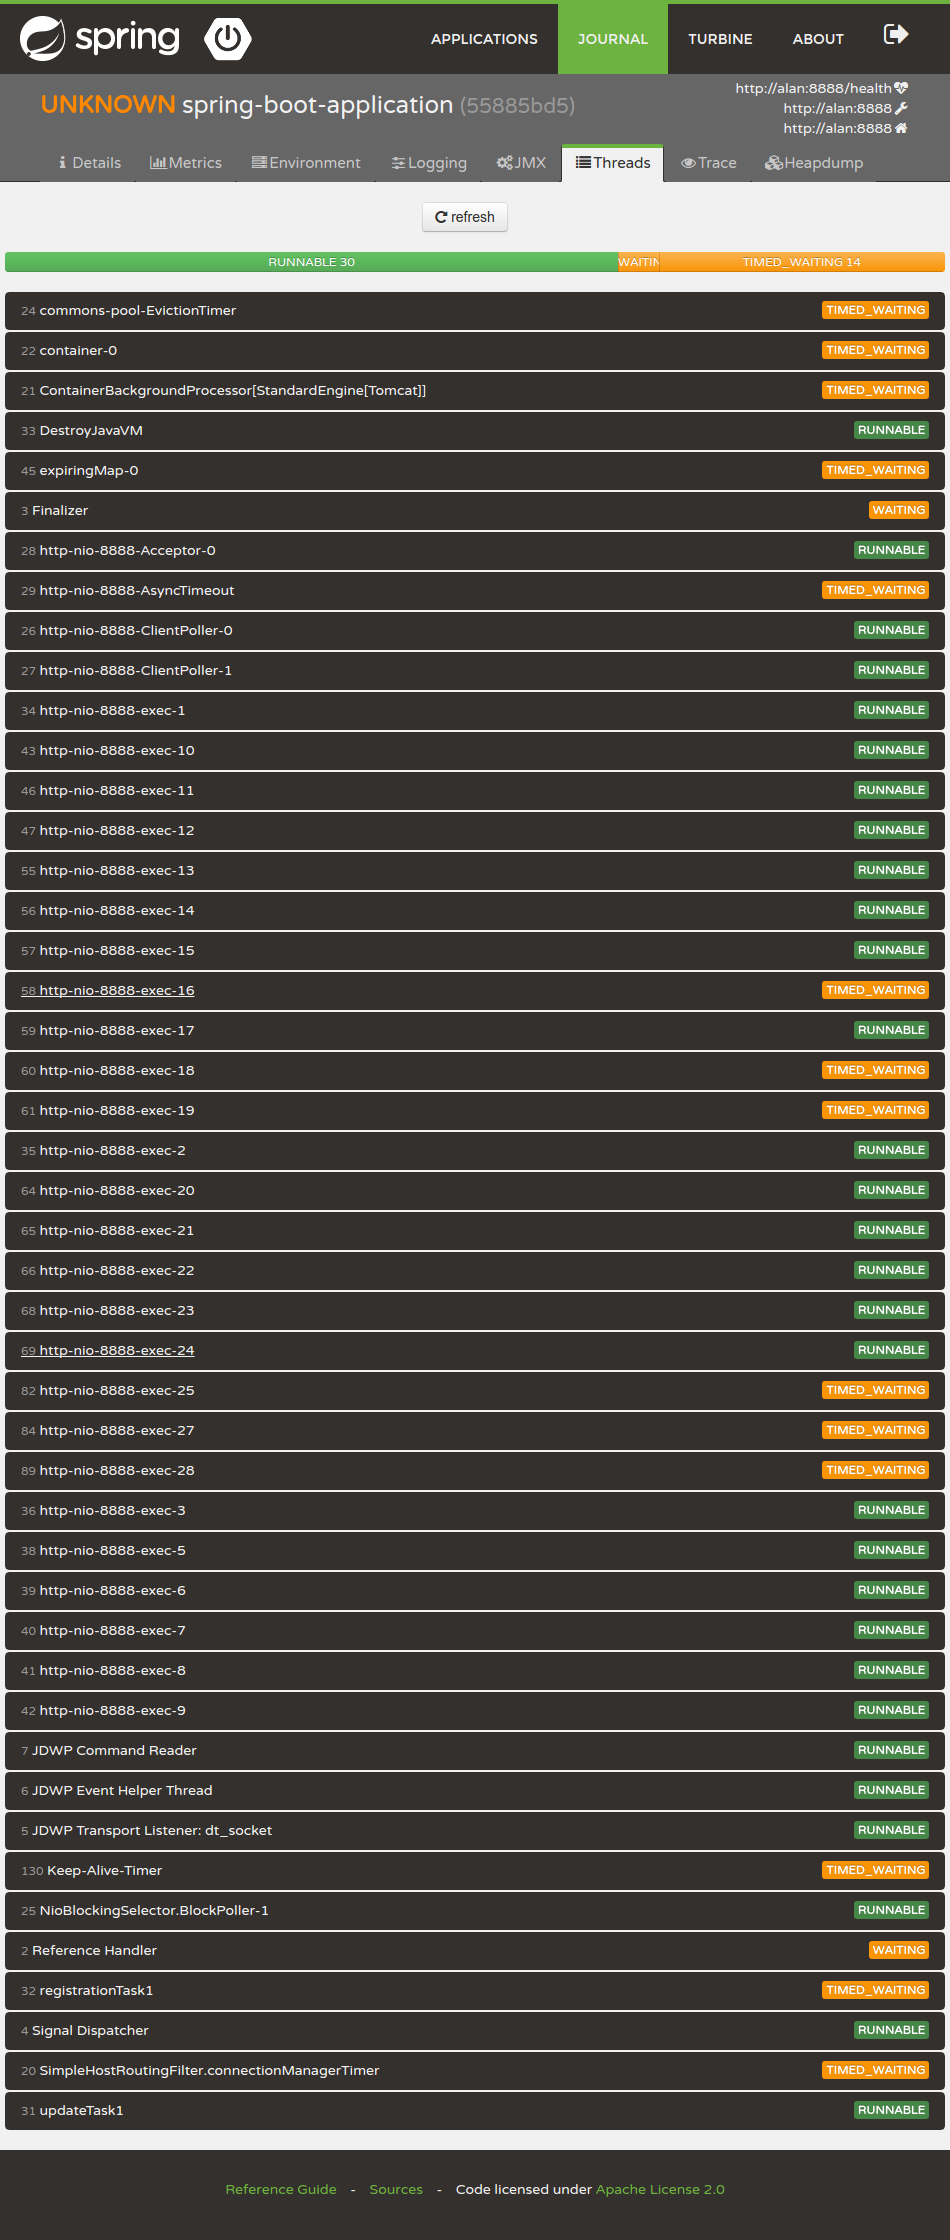 spring
APPLICATIONS JOURNAL TURBINE ABOUT
UNKNOWN spring-boot-application (55885bd5)
http://alan:8888/health
http://alan:8888
http://alan:8888
Details Metrics Environment Logging JMX Threads Trace Heapdump
refresh
RUNNABLE 30 WAITIN TIMED_WAITING 14
24 commons-pool-EvictionTimer TIMED_WAITING
22 container-0 TIMED_WAITING
21 ContainerBackgroundProcessor[StandardEngine[Tomcat]] TIMED_WAITING
33 DestroyJavaVM RUNNABLE
45 expiringMap-0 TIMED_WAITING
3 Finalizer WAITING
28 http-nio-8888-Acceptor-0 RUNNABLE
29 http-nio-8888-AsyncTimeout TIMED_WAITING
26 http-nio-8888-ClientPoller-0 RUNNABLE
27 http-nio-8888-ClientPoller-1 RUNNABLE
34 http-nio-8888-exec-1 RUNNABLE
43 http-nio-8888-exec-10 RUNNABLE
46 http-nio-8888-exec-11 RUNNABLE
47 http-nio-8888-exec-12 RUNNABLE
55 http-nio-8888-exec-13 RUNNABLE
56 http-nio-8888-exec-14 RUNNABLE
57 http-nio-8888-exec-15 RUNNABLE
58 http-nio-8888-exec-16 TIMED_WAITING
59 http-nio-8888-exec-17 RUNNABLE
60 http-nio-8888-exec-18 TIMED_WAITING
61 http-nio-8888-exec-19 TIMED_WAITING
35 http-nio-8888-exec-2 RUNNABLE
64 http-nio-8888-exec-20 RUNNABLE
65 http-nio-8888-exec-21 RUNNABLE
66 http-nio-8888-exec-22 RUNNABLE
68 http-nio-8888-exec-23 RUNNABLE
69 http-nio-8888-exec-24 RUNNABLE
82 http-nio-8888-exec-25 TIMED_WAITING
84 http-nio-8888-exec-27 TIMED_WAITING
89 http-nio-8888-exec-28 TIMED_WAITING
36 http-nio-8888-exec-3 RUNNABLE
38 http-nio-8888-exec-5 RUNNABLE
39 http-nio-8888-exec-6 RUNNABLE
40 http-nio-8888-exec-7 RUNNABLE
41 http-nio-8888-exec-8 RUNNABLE
42 http-nio-8888-exec-9 RUNNABLE
7 JDWP Command Reader RUNNABLE
6 JDWP Event Helper Thread RUNNABLE
5 JDWP Transport Listener: dt_socket RUNNABLE
130 Keep-Alive-Timer TIMED_WAITING
25 NioBlockingSelector.BlockPoller-1 RUNNABLE
2 Reference Handler WAITING
32 registrationTask1 TIMED_WAITING
4 Signal Dispatcher RUNNABLE
20 SimpleHostRoutingFilter.connectionManagerTimer TIMED_WAITING
31 updateTask1 RUNNABLE
Reference Guide - Sources - Code licensed under Apache License 2.0